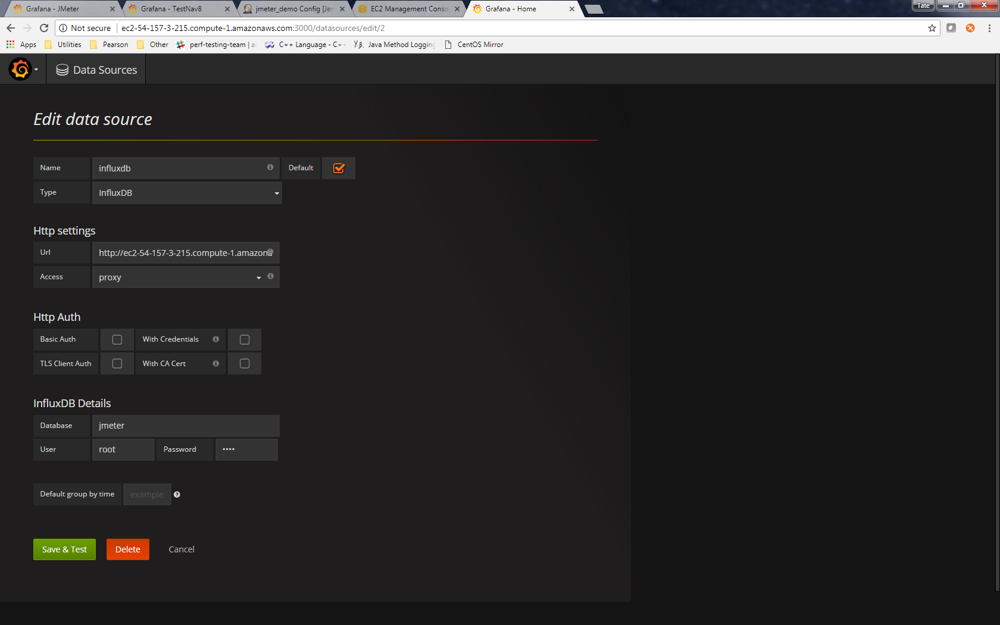 Grafana - JMeter
Grafana - TestNav8
jmeter_demo Config [Jen
EC2 Management Conso
Grafana - Home
Tate
Not secure
ec2-54-157-3-215.compute-1.amazonaws.com:3000/datasources/edit/2
Apps
Utilities
Pearson
Other
perf-testing-team | a
C++ Language - C++
Java Method Logging
CentOS Mirror
Data Sources
Edit data source
Name
influxdb
Default
Type
InfluxDB
Http settings
Url
http://ec2-54-157-3-215.compute-1.amazona
Access
proxy
Http Auth
Basic Auth
With Credentials
TLS Client Auth
With CA Cert
InfluxDB Details
Database
jmeter
User
root
Password
••••
Default group by time
example:
Save & Test
Delete
Cancel